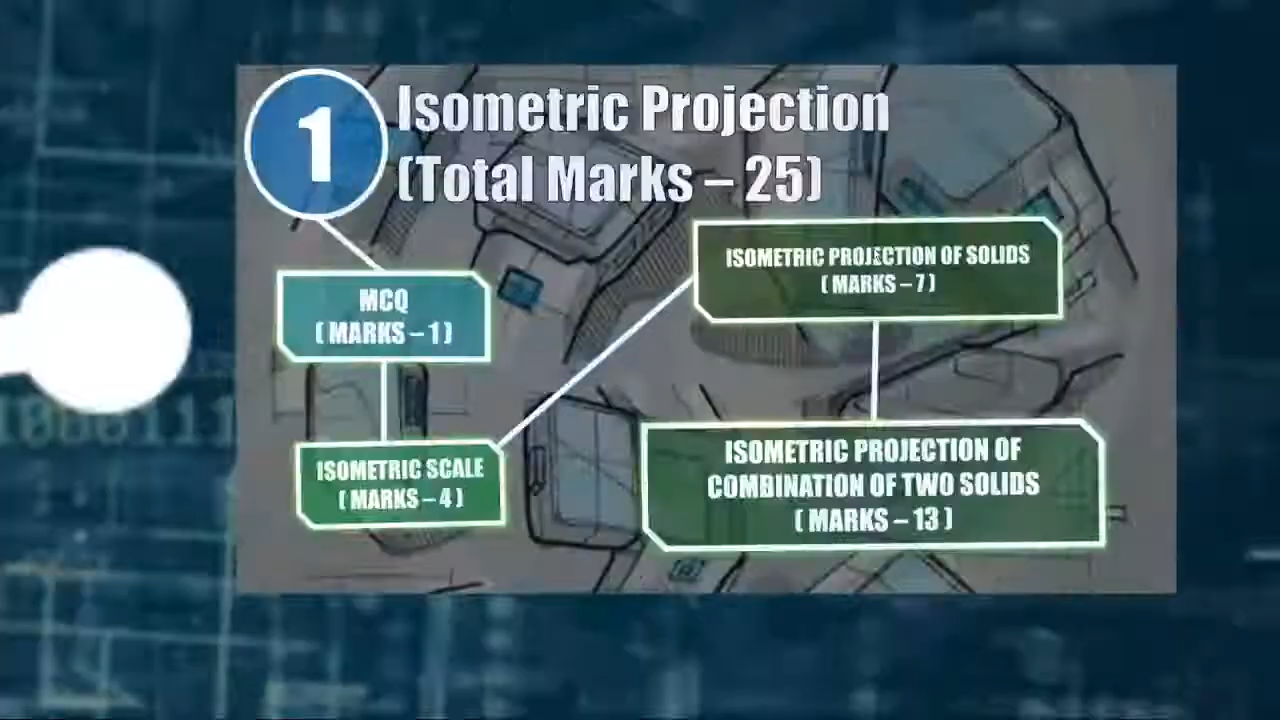 1
Isometric Projection
(Total Marks – 25)
MCQ
( MARKS – 1 )
ISOMETRIC SCALE
( MARKS – 4 )
ISOMETRIC PROJECTION OF SOLIDS
( MARKS – 7 )
ISOMETRIC PROJECTION OF
COMBINATION OF TWO SOLIDS
( MARKS – 13 )